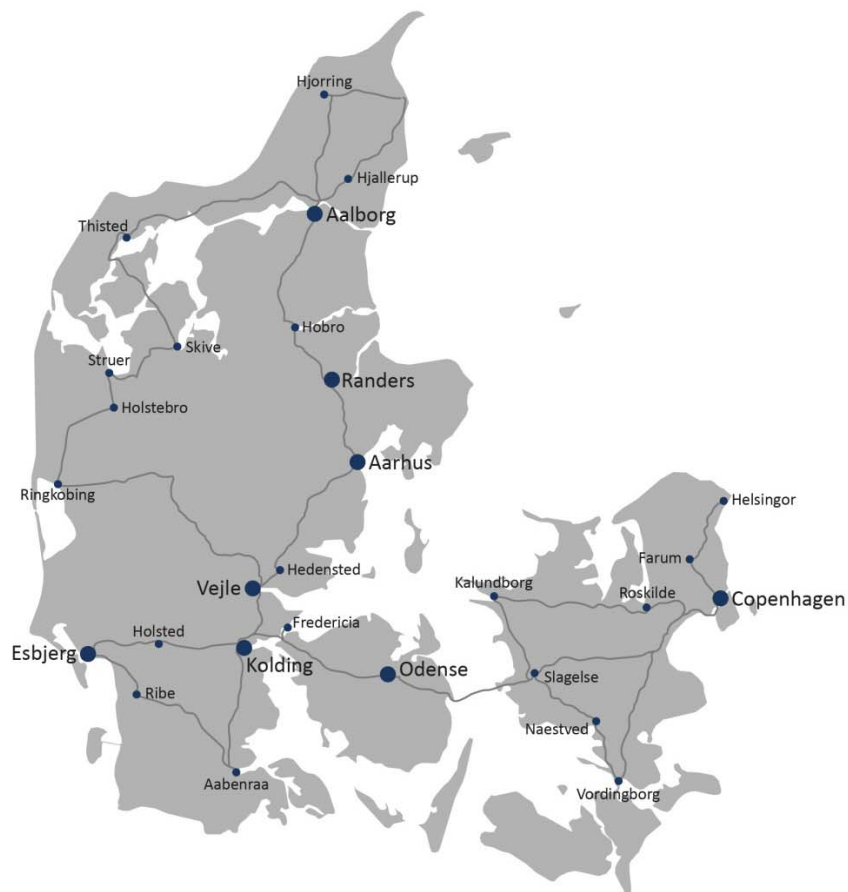 Hjorring
Hjallerup
Aalborg
Thisted
Hobro
Skive
Struer
Randers
Holstebro
Aarhus
Ringkobing
Helsingor
Farum
Hedensted
Vejle
Kalundborg
Roskilde
Copenhagen
Fredericia
Holsted
Esbjerg
Kolding
Odense
Slagelse
Ribe
Naestved
Aabenraa
Vordingborg